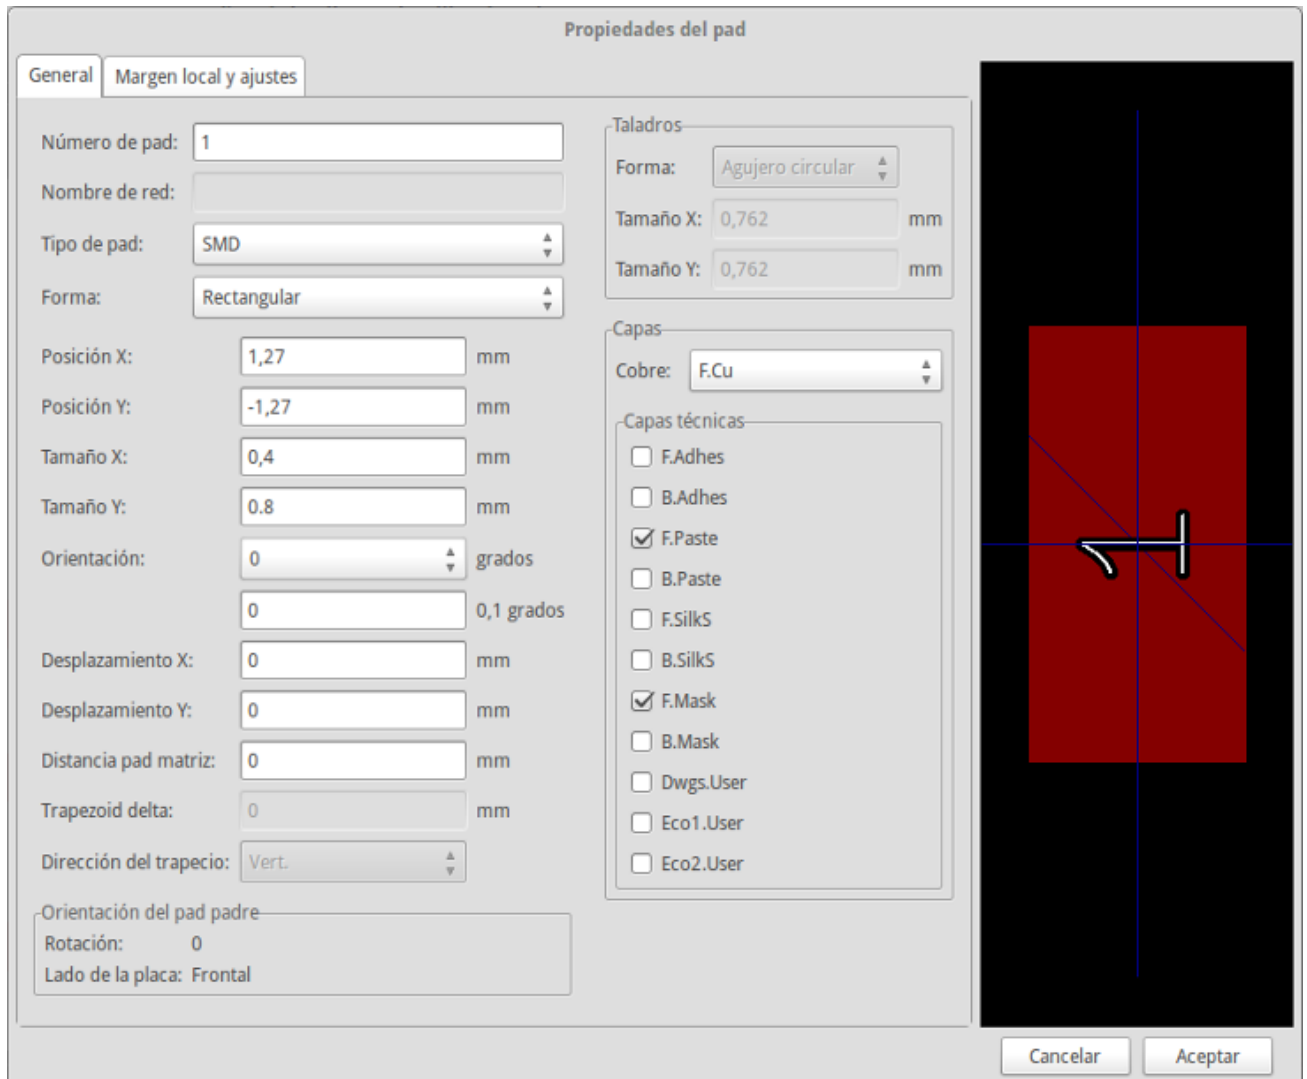 Propiedades del pad
General
Margen local y ajustes
Número de pad: 1
Nombre de red:
Tipo de pad: SMD
Forma: Rectangular
Posición X: 1,27 mm
Posición Y: -1,27 mm
Tamaño X: 0,4 mm
Tamaño Y: 0.8 mm
Orientación: 0 grados
0 0,1 grados
Desplazamiento X: 0 mm
Desplazamiento Y: 0 mm
Distancia pad matriz: 0 mm
Trapezoid delta: 0 mm
Dirección del trapecio: Vert.
Orientación del pad padre
Rotación: 0
Lado de la placa: Frontal
Taladros
Forma: Agujero circular
Tamaño X: 0,762 mm
Tamaño Y: 0,762 mm
Capas
Cobre: F.Cu
Capas técnicas
F.Adhes
B.Adhes
F.Paste
B.Paste
F.SilkS
B.SilkS
F.Mask
B.Mask
Dwgs.User
Eco1.User
Eco2.User
1
Cancelar
Aceptar